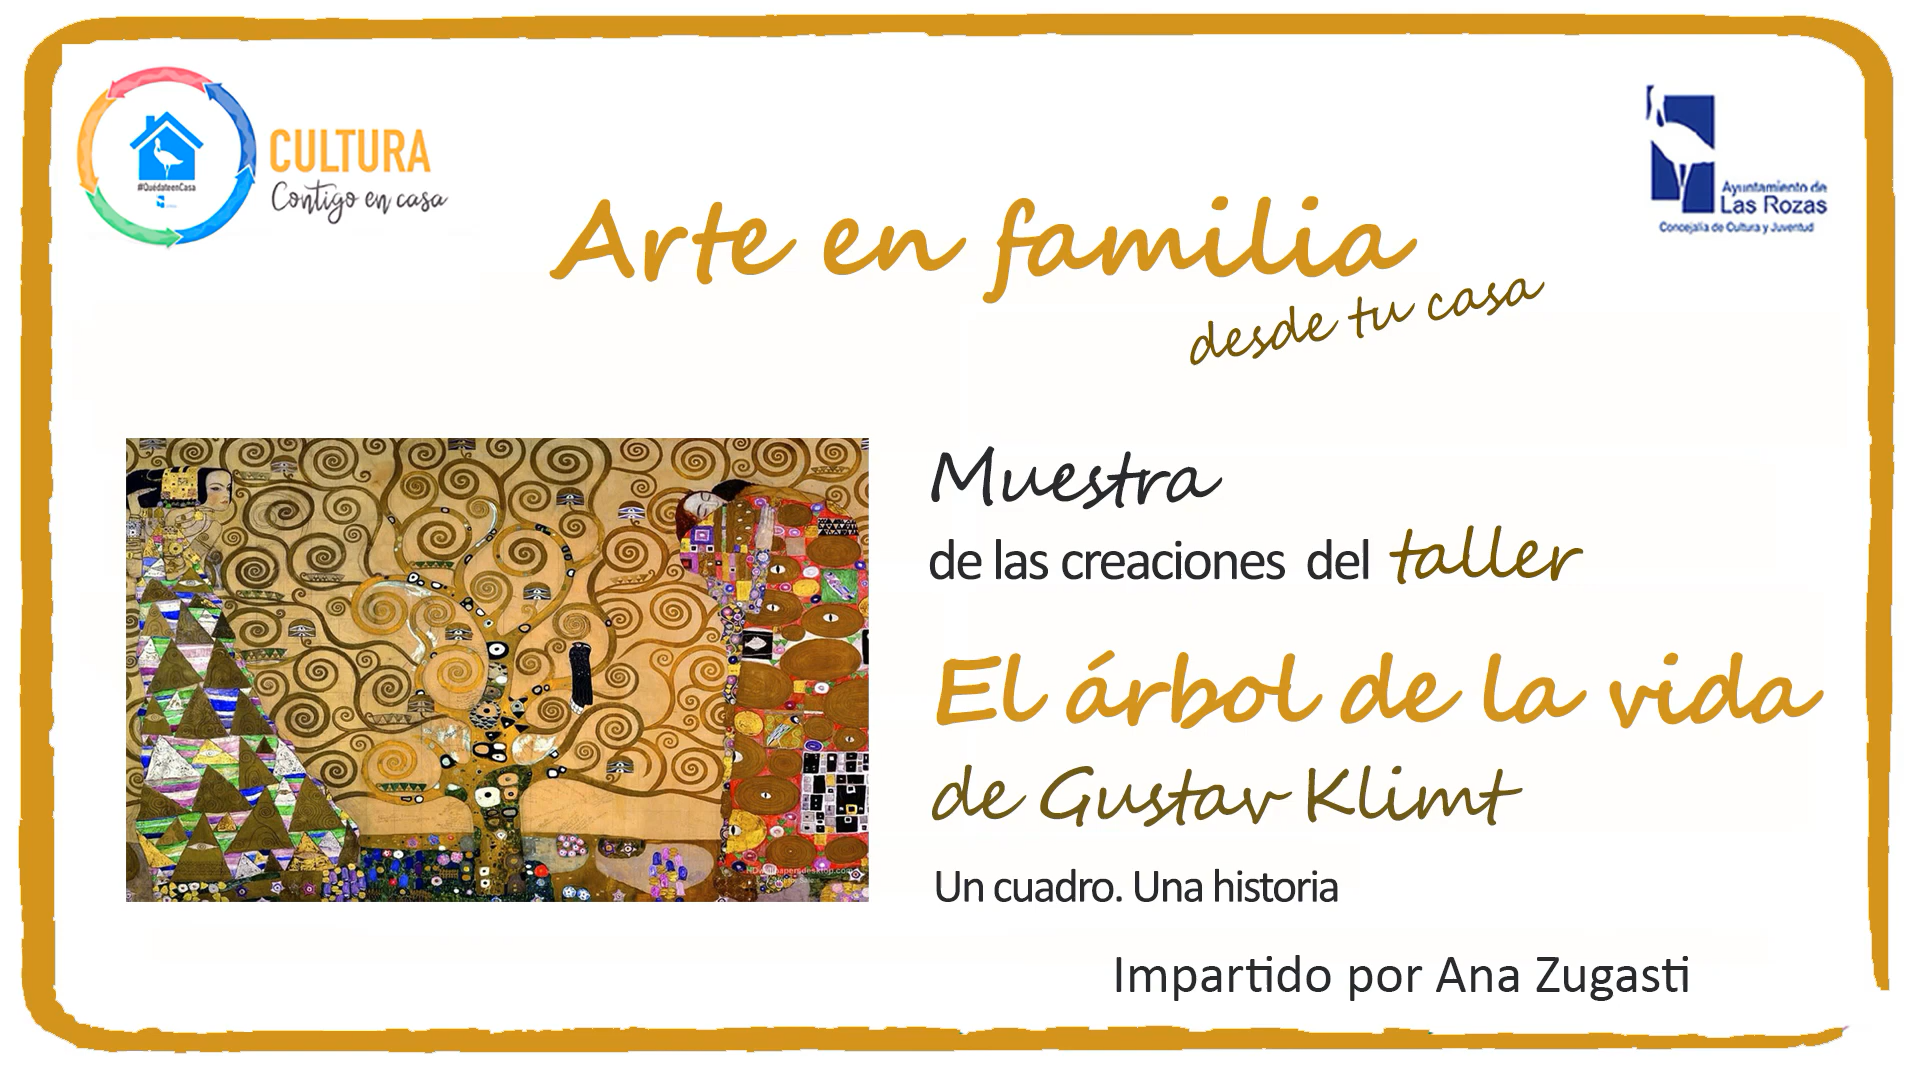 CULTURA
Contigo en casa
#QuédateenCasa
Ayuntamiento de
Las Rozas
Concejalía de Cultura y Juventud
Arte en familia
desde tu casa
Muestra
de las creaciones del taller
El árbol de la vida
de Gustav Klimt
Un cuadro. Una historia
Impartido por Ana Zugasti